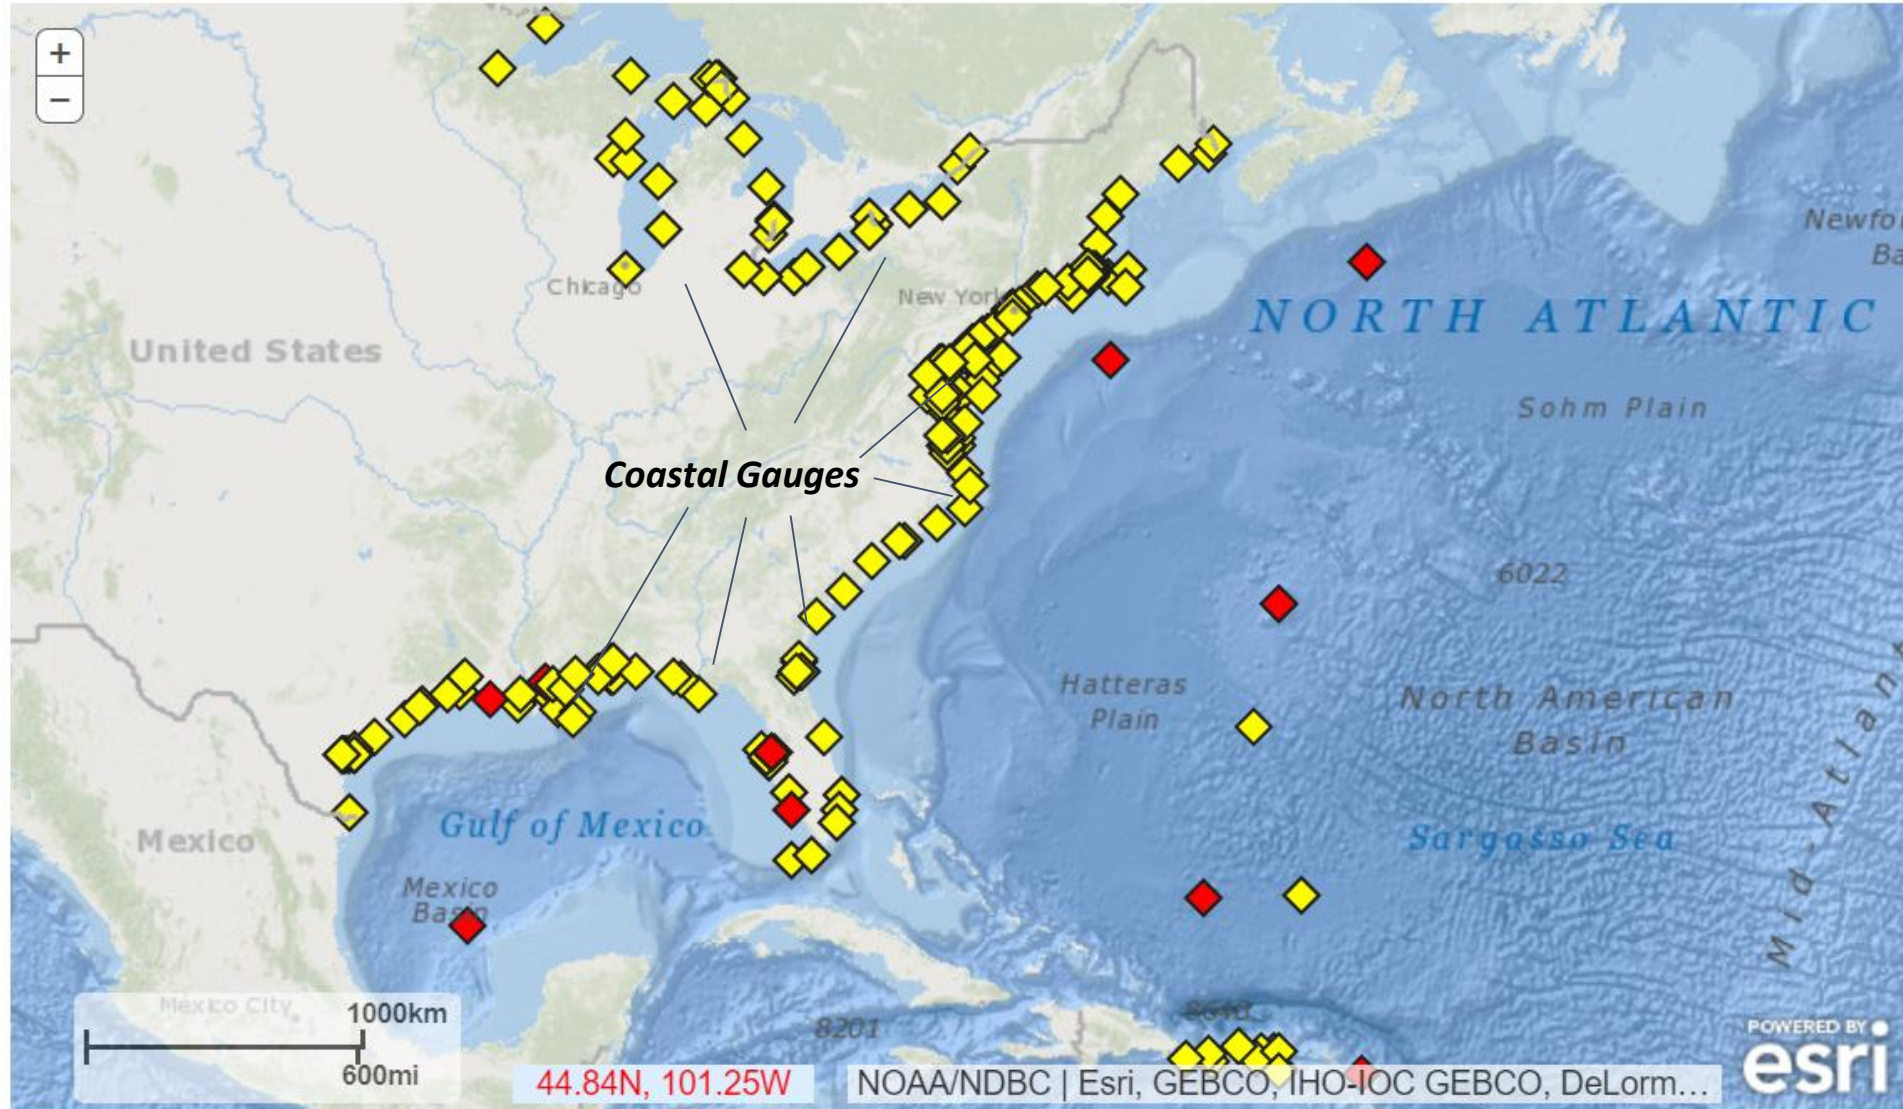 +
−
Chicago
New York
United States
Newfo
Ba
NORTH ATLANTIC
Sohm Plain
Coastal Gauges
6022
Hatteras
Plain
North American
Basin
Mid-Atlant
Gulf of Mexico
Mexico
Sargasso Sea
Mexico
Basin
Mexico City
8640
8201
1000km
600mi
44.84N, 101.25W
NOAA/NDBC | Esri, GEBCO, IHO-IOC GEBCO, DeLorm…
POWERED BY
esri